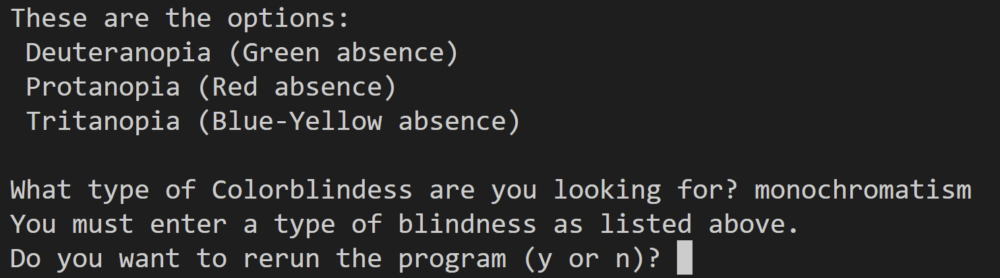 These are the options:
Deuteranopia (Green absence)
Protanopia (Red absence)
Tritanopia (Blue-Yellow absence)
What type of Colorblindess are you looking for? monochromatism
You must enter a type of blindness as listed above.
Do you want to rerun the program (y or n)?